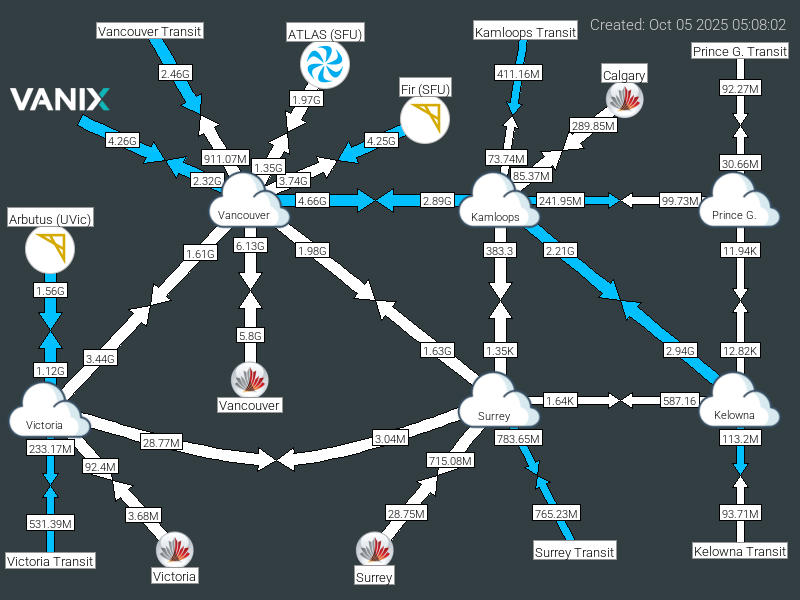 Created: Oct 05 2025 05:08:02
Vancouver Transit
ATLAS (SFU)
Kamloops Transit
Prince G. Transit
2.46G
411.16M
Calgary
92.27M
VANIX
1.97G
Fir (SFU)
289.85M
4.26G
4.25G
911.07M
73.74M
30.66M
1.35G
85.37M
2.32G
3.74G
4.66G
2.89G
241.95M
99.73M
Vancouver
Kamloops
Prince G.
Arbutus (UVic)
1.61G
6.13G
1.98G
383.3
2.21G
11.94K
1.56G
5.8G
3.44G
1.63G
1.35K
2.94G
12.82K
1.12G
Vancouver
1.64K
587.16
Victoria
Surrey
Kelowna
233.17M
28.77M
3.04M
783.65M
113.2M
92.4M
715.08M
531.39M
3.68M
28.75M
765.23M
93.71M
Victoria Transit
Victoria
Surrey
Surrey Transit
Kelowna Transit